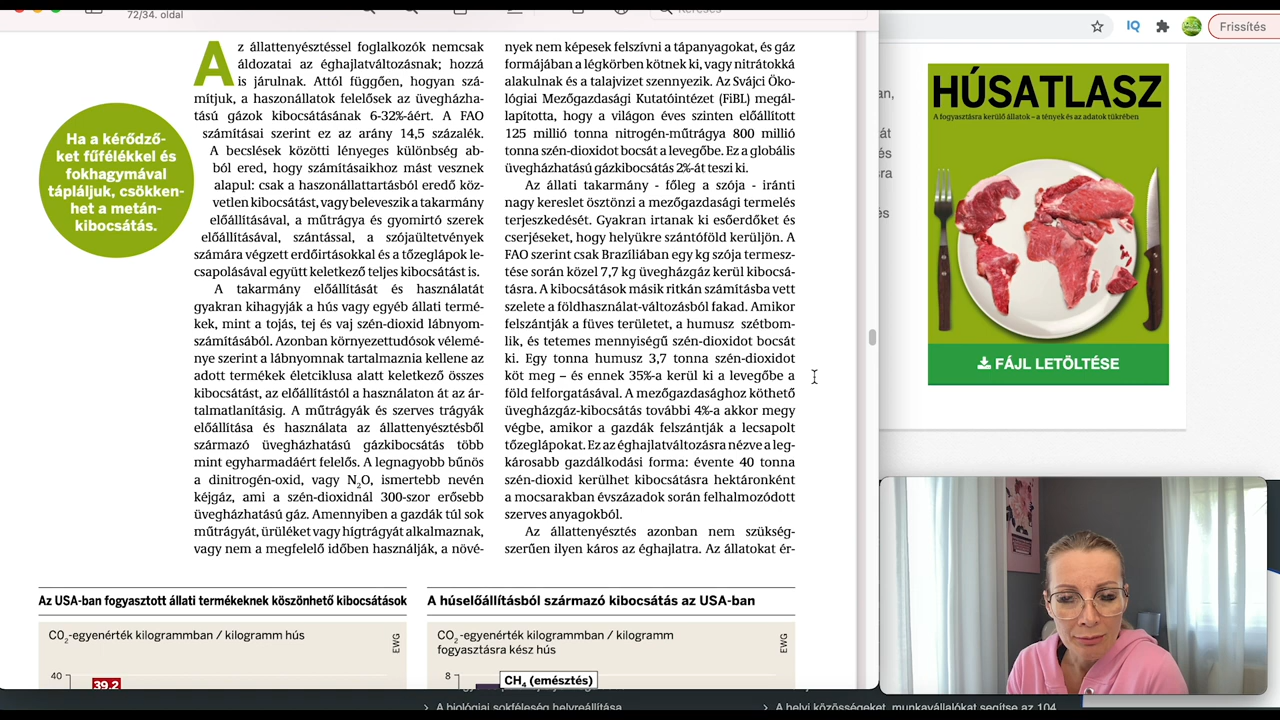 72/34. oldal
Keresés
Frissítés
A
z állattenyésztéssel foglalkozók nemcsak
áldozatai az éghajlatváltozásnak; hozzá
is járulnak. Attól függően, hogyan szá-
mítjuk, a haszonállatok felelősek az üvegházha-
tású gázok kibocsátásának 6-32%-áért. A FAO
számításai szerint ez az arány 14,5 százalék.
A becslések közötti lényeges különbség ab-
ból ered, hogy számításaikhoz mást vesznek
alapul: csak a haszonállattartásból eredő köz-
vetlen kibocsátást, vagy beleveszik a takarmány
előállításával, a műtrágya és gyomirtó szerek
előállításával, szántással, a szójaültetvények
számára végzett erdőirtásokkal és a tőzeglápok le-
csapolásával együtt keletkező teljes kibocsátást is.
A takarmány előállítását és használatát
gyakran kihagyják a hús vagy egyéb állati termé-
kek, mint a tojás, tej és vaj szén-dioxid lábnyom-
számításából. Azonban környezettudósok vélemé-
nye szerint a lábnyomnak tartalmaznia kellene az
adott termékek életciklusa alatt keletkező összes
kibocsátást, az előállítástól a használaton át az ár-
talmatlanításig. A műtrágyák és szerves trágyák
előállítása és használata az állattenyésztésből
származó üvegházhatású gázkibocsátás több
mint egyharmadáért felelős. A legnagyobb bűnös
a dinitrogén-oxid, vagy N₂O, ismertebb nevén
kéjgáz, ami a szén-dioxidnál 300-szor erősebb
üvegházhatású gáz. Amennyiben a gazdák túl sok
műtrágyát, ürüléket vagy hígtrágyát alkalmaznak,
vagy nem a megfelelő időben használják, a növé-
Ha a kérődző-
ket fűfélékkel és
fokhagymával
tápláljuk, csökken-
het a metán-
kibocsátás.
nyek nem képesek felszívni a tápanyagokat, és gáz
formájában a légkörben kötnek ki, vagy nitrátokká
alakulnak és a talajvizet szennyezik. Az Svájci Öko-
lógiai Mezőgazdasági Kutatóintézet (FiBL) megál-
lapította, hogy a világon éves szinten előállított
125 millió tonna nitrogén-műtrágya 800 millió
tonna szén-dioxidot bocsát a levegőbe. Ez a globális
üvegházhatású gázkibocsátás 2%-át teszi ki.
Az állati takarmány - főleg a szója - iránti
nagy kereslet ösztönzi a mezőgazdasági termelés
terjeszkedését. Gyakran irtanak ki esőerdőket és
cserjéseket, hogy helyükre szántóföld kerüljön. A
FAO szerint csak Brazíliában egy kg szója termesz-
tése során közel 7,7 kg üvegházgáz kerül kibocsá-
tásra. A kibocsátások másik ritkán számításba vett
szelete a földhasználat-változásból fakad. Amikor
felszántják a füves területet, a humusz szétbom-
lik, és tetemes mennyiségű szén-dioxidot bocsát
ki. Egy tonna humusz 3,7 tonna szén-dioxidot
köt meg – és ennek 35%-a kerül ki a levegőbe a
föld felforgatásával. A mezőgazdasághoz köthető
üvegházgáz-kibocsátás további 4%-a akkor megy
végbe, amikor a gazdák felszántják a lecsapolt
tőzeglápokat. Ez az éghajlatváltozásra nézve a leg-
károsabb gazdálkodási forma: évente 40 tonna
szén-dioxid kerülhet kibocsátásra hektáronként
a mocsarakban évszázadok során felhalmozódott
szerves anyagokból.
Az állattenyésztés azonban nem szükség-
szerűen ilyen káros az éghajlatra. Az állatokat ér-
Az USA-ban fogyasztott állati termékeknek köszönhető kibocsátások
CO₂-egyenérték kilogrammban / kilogramm hús
EWG
40
39,2
A húselőállításból származó kibocsátás az USA-ban
CO₂-egyenérték kilogrammban / kilogramm
fogyasztásra kész hús
EWG
8
CH₄ (emésztés)
HÚSATLASZ
A fogyasztásra kerülő állatok – a tények és az adatok tükrében
FÁJL LETÖLTÉSE
A biológiai sokféleség helyreállítása
A helyi közösségeket, munkavállalókat segítse az 104